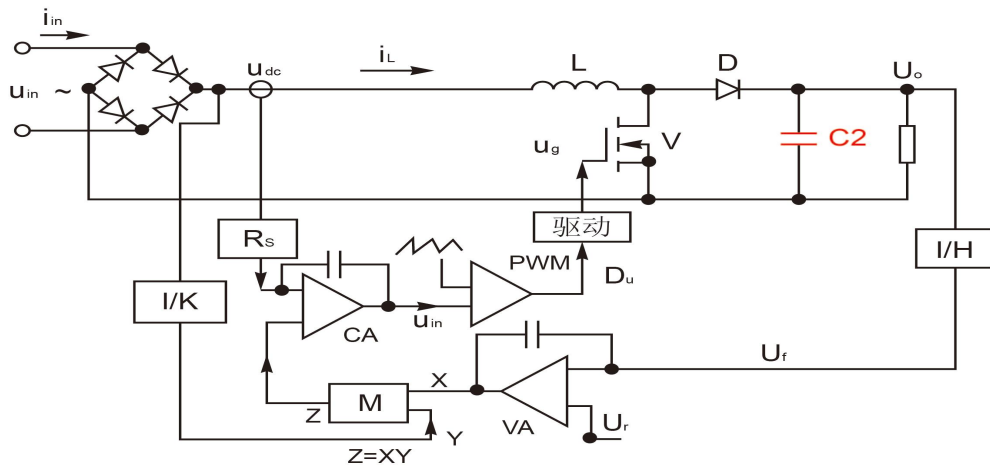 iin
udc
iL
L
D
Uo
uin ~
ug
V
C2
驱动
Rs
PWM
Du
I/H
I/K
CA
uin
Uf
X
M
Z
Y
VA
Ur
Z=XY